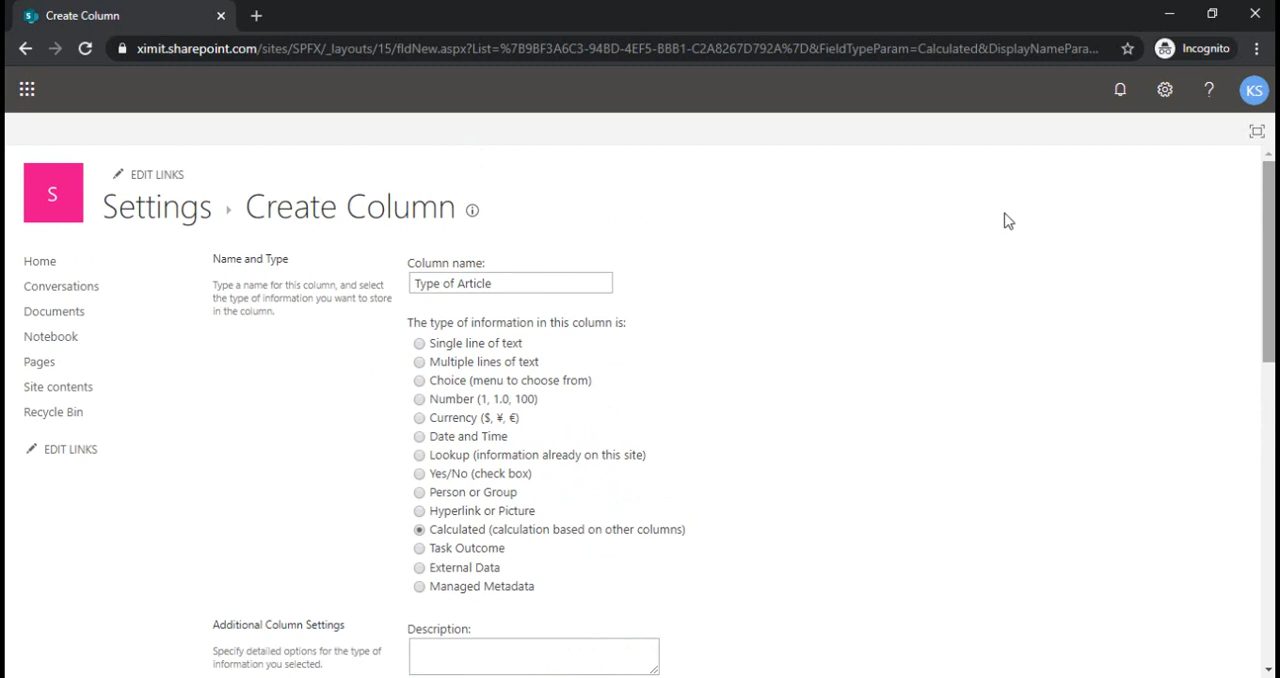 Create Column
ximit.sharepoint.com/sites/SPFX/_layouts/15/fldNew.aspx?List=%7B9BF3A6C3-94BD-4EF5-BBB1-C2A8267D792A%7D&FieldTypeParam=Calculated&DisplayNamePara...
Incognito
?
KS
S
EDIT LINKS
Settings › Create Column
Home
Conversations
Documents
Notebook
Pages
Site contents
Recycle Bin
EDIT LINKS
Name and Type
Type a name for this column, and select
the type of information you want to store
in the column.
Column name:
Type of Article
The type of information in this column is:
Single line of text
Multiple lines of text
Choice (menu to choose from)
Number (1, 1.0, 100)
Currency ($, ¥, €)
Date and Time
Lookup (information already on this site)
Yes/No (check box)
Person or Group
Hyperlink or Picture
Calculated (calculation based on other columns)
Task Outcome
External Data
Managed Metadata
Additional Column Settings
Specify detailed options for the type of
information you selected.
Description: